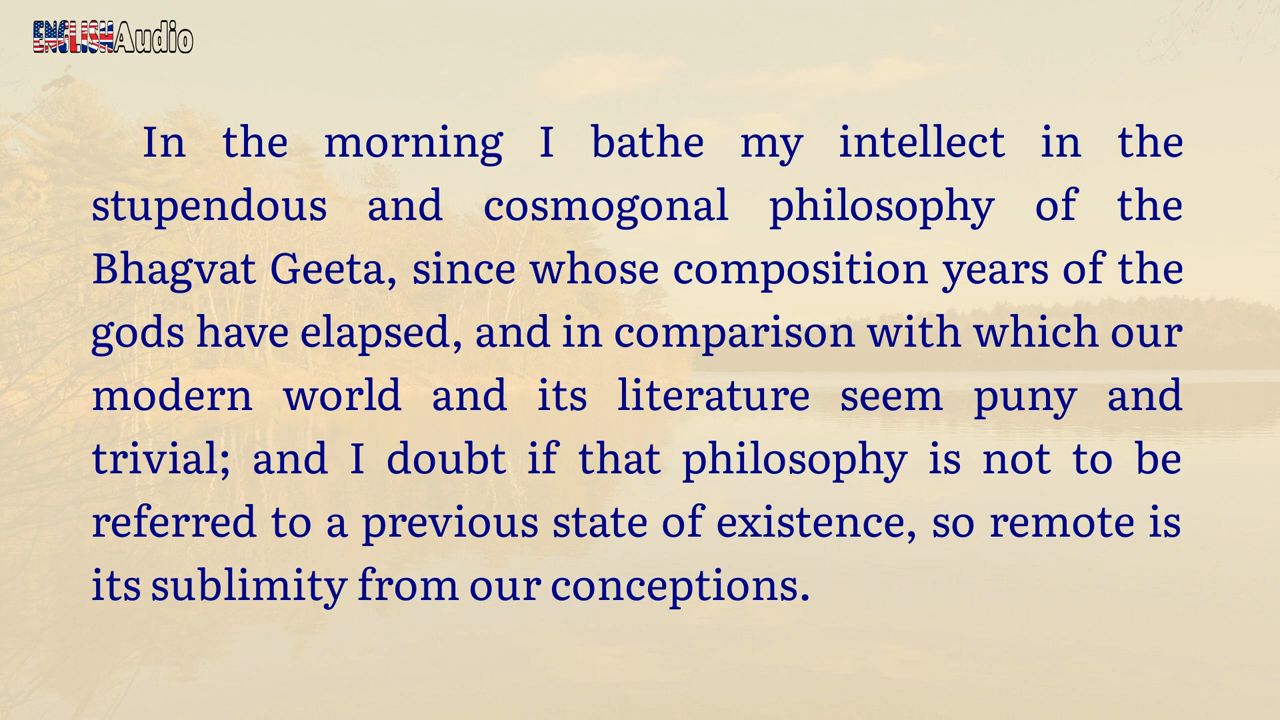 ENGLISHAudio
In the morning I bathe my intellect in the
stupendous and cosmogonal philosophy of the
Bhagvat Geeta, since whose composition years of the
gods have elapsed, and in comparison with which our
modern world and its literature seem puny and
trivial; and I doubt if that philosophy is not to be
referred to a previous state of existence, so remote is
its sublimity from our conceptions.